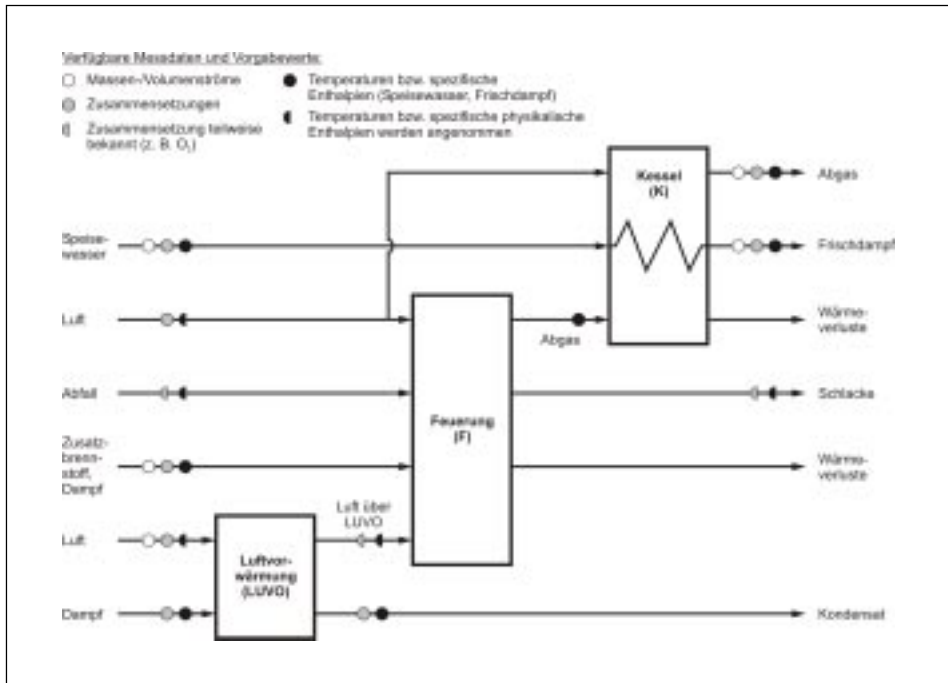 Verfügbare Messdaten und Vorgabewerte:
Massen-/Volumenströme
Zusammensetzungen
Zusammensetzung teilweise
bekannt (z. B. O₂)
Temperaturen bzw. spezifische
Enthalpien (Speisewasser, Frischdampf)
Temperaturen bzw. spezifische physikalische
Enthalpien werden angenommen
Kessel
(K)
Abgas
Speise-
wasser
Frischdampf
Luft
Abgas
Wärme-
verluste
Abfall
Feuerung
(F)
Schlacke
Zusatz-
brenn-
stoff,
Dampf
Wärme-
verluste
Luft
Luft über
LUVO
Luftvor-
wärmung
(LUVO)
Dampf
Kondensat